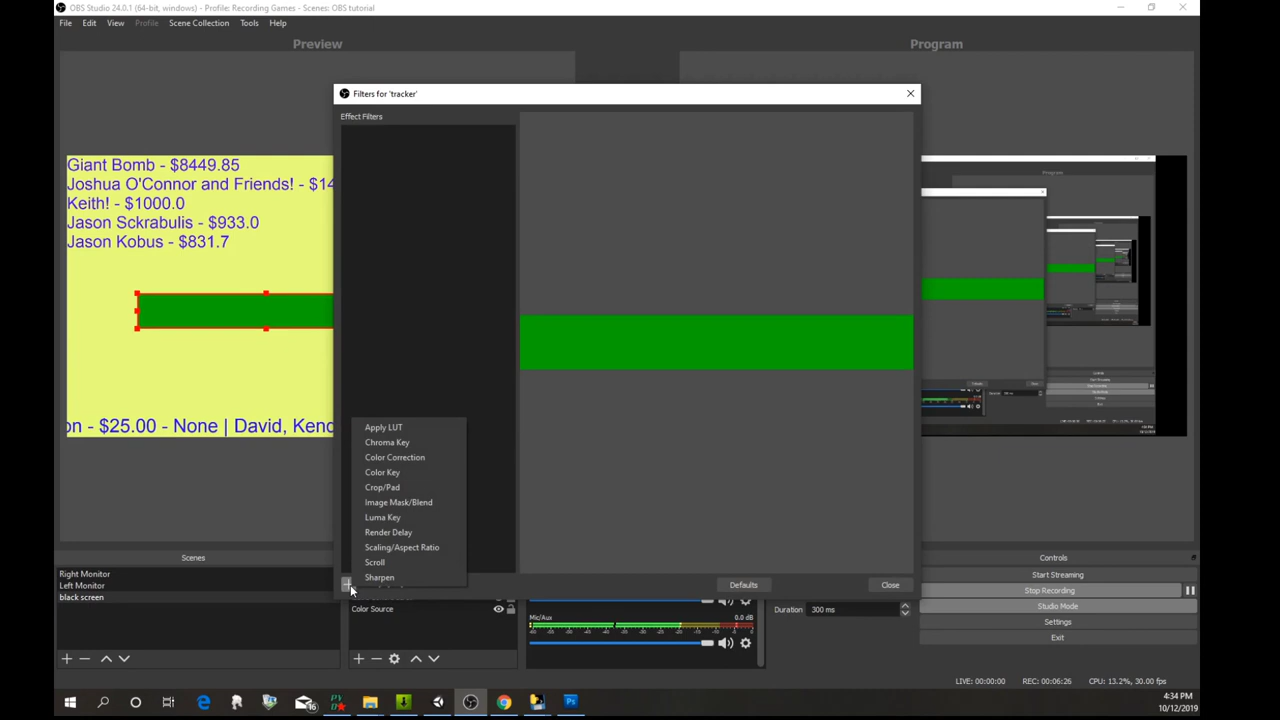 OBS Studio 24.0.1 (64-bit, windows) - Profile: Recording Games - Scenes: OBS tutorial
File Edit View Profile Scene Collection Tools Help
Preview
Program
Filters for 'tracker'
Effect Filters
Giant Bomb - $8449.85
Joshua O'Connor and Friends! - $14
Keith! - $1000.0
Jason Sckrabulis - $933.0
Jason Kobus - $831.7
on - $25.00 - None | David, Kend
Apply LUT
Chroma Key
Color Correction
Color Key
Crop/Pad
Image Mask/Blend
Luma Key
Render Delay
Scaling/Aspect Ratio
Scroll
Sharpen
Defaults
Close
Scenes
Right Monitor
Left Monitor
black screen
Color Source
Mic/Aux
0.0 dB
Duration 300 ms
Controls
Start Streaming
Stop Recording
Studio Mode
Settings
Exit
LIVE: 00:00:00 REC: 00:06:26 CPU: 13.2%, 30.00 fps
4:34 PM
10/12/2019